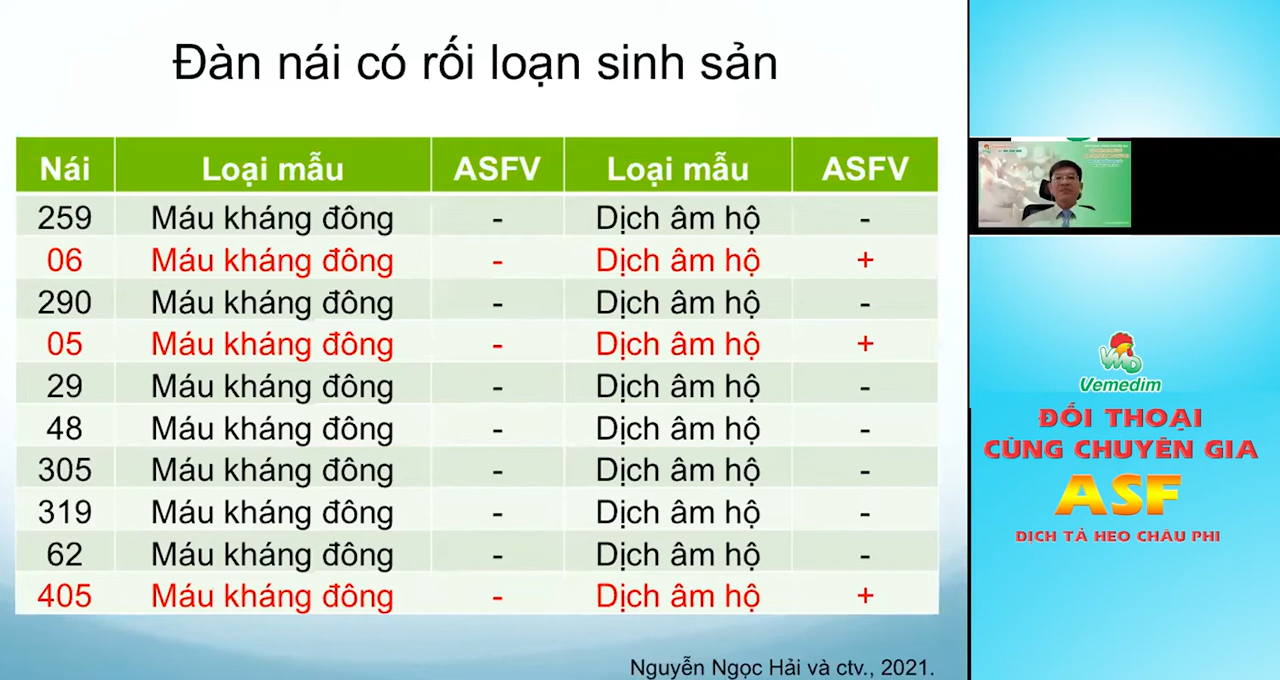 Đàn nái có rối loạn sinh sản
Nái Loại mẫu ASFV Loại mẫu ASFV
259 Máu kháng đông - Dịch âm hộ -
06 Máu kháng đông - Dịch âm hộ +
290 Máu kháng đông - Dịch âm hộ -
05 Máu kháng đông - Dịch âm hộ +
29 Máu kháng đông - Dịch âm hộ -
48 Máu kháng đông - Dịch âm hộ -
305 Máu kháng đông - Dịch âm hộ -
319 Máu kháng đông - Dịch âm hộ -
62 Máu kháng đông - Dịch âm hộ -
405 Máu kháng đông - Dịch âm hộ +
Nguyễn Ngọc Hải và ctv., 2021.
VMD
Vemedim
ĐỐI THOẠI
CÙNG CHUYÊN GIA
ASF
DỊCH TẢ HEO CHÂU PHI